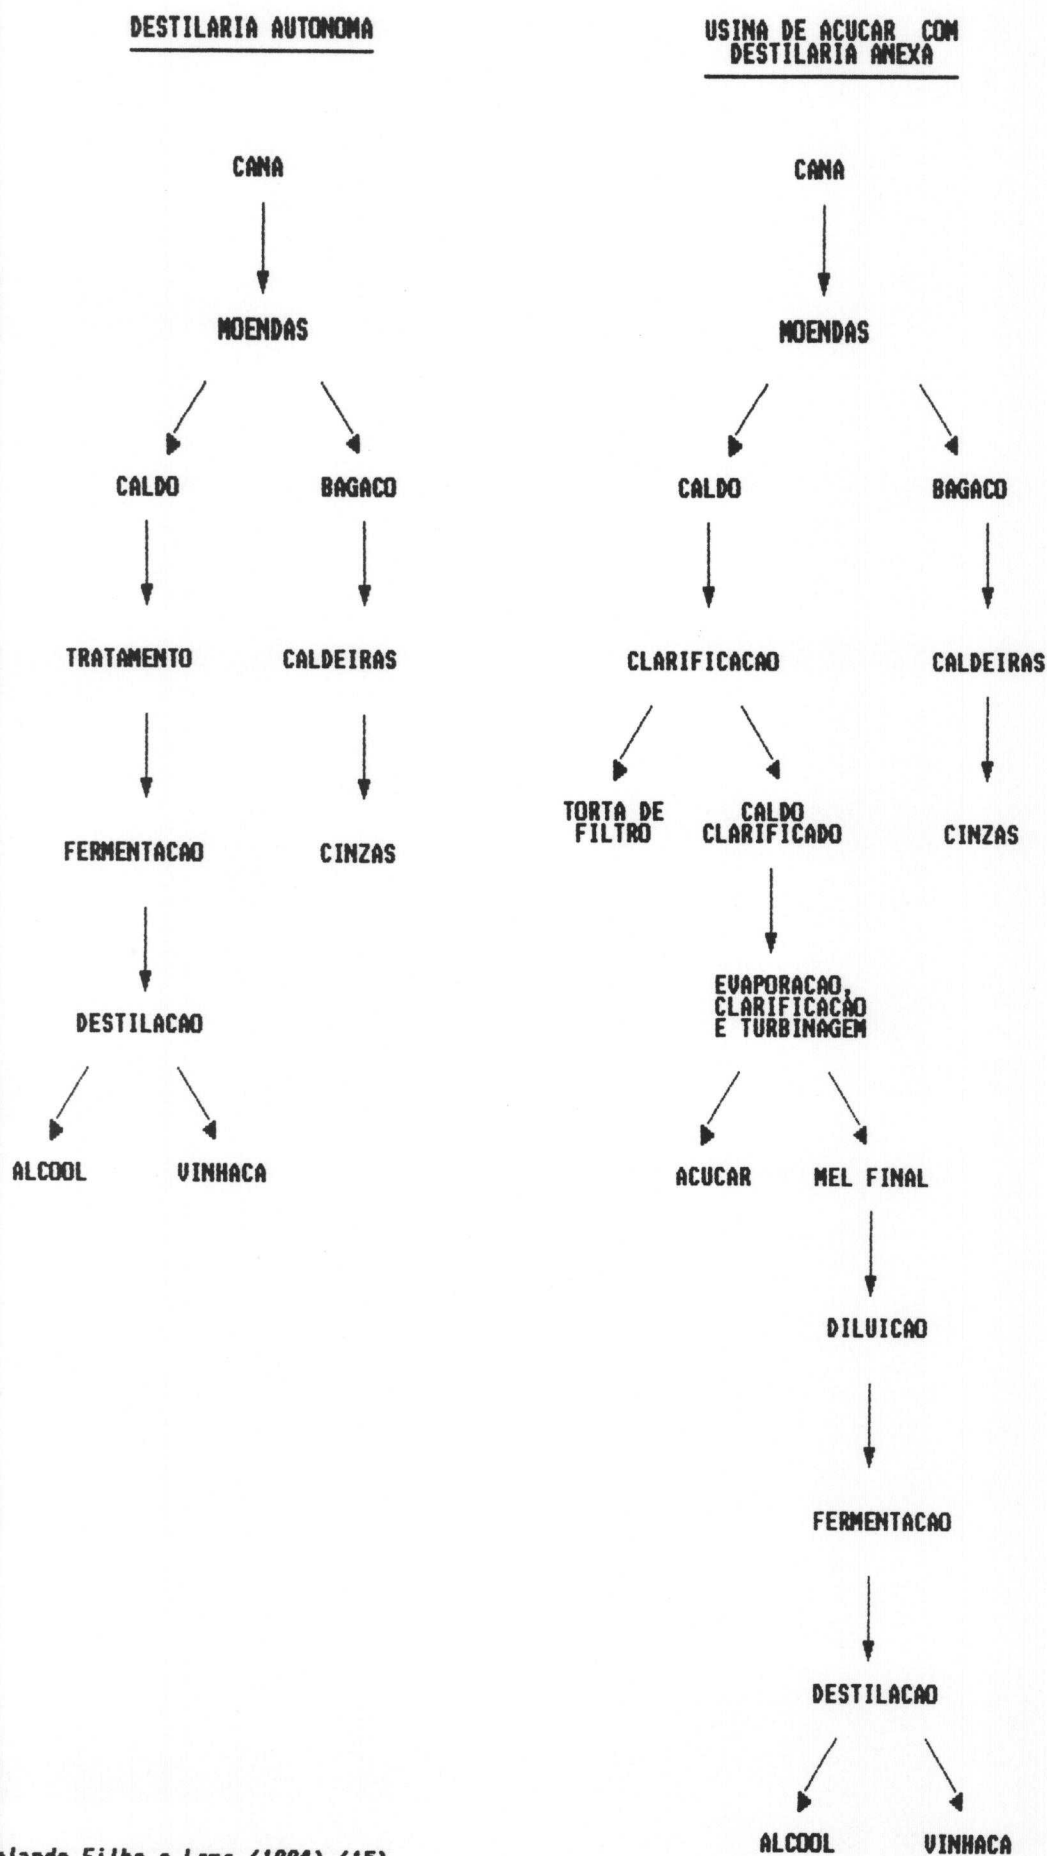 DESTILARIA AUTONOMA
CANA
MOENDAS
CALDO BAGACO
TRATAMENTO CALDEIRAS
FERMENTACAO CINZAS
DESTILACAO
ALCOOL VINHACA
USINA DE ACUCAR COM
DESTILARIA ANEXA
CANA
MOENDAS
CALDO BAGACO
CLARIFICACAO CALDEIRAS
TORTA DE
FILTRO
CALDO
CLARIFICADO
CINZAS
EVAPORACAO,
CLARIFICACAO
E TURBINAGEM
ACUCAR MEL FINAL
DILUICAO
FERMENTACAO
DESTILACAO
ALCOOL VINHACA
Filho e